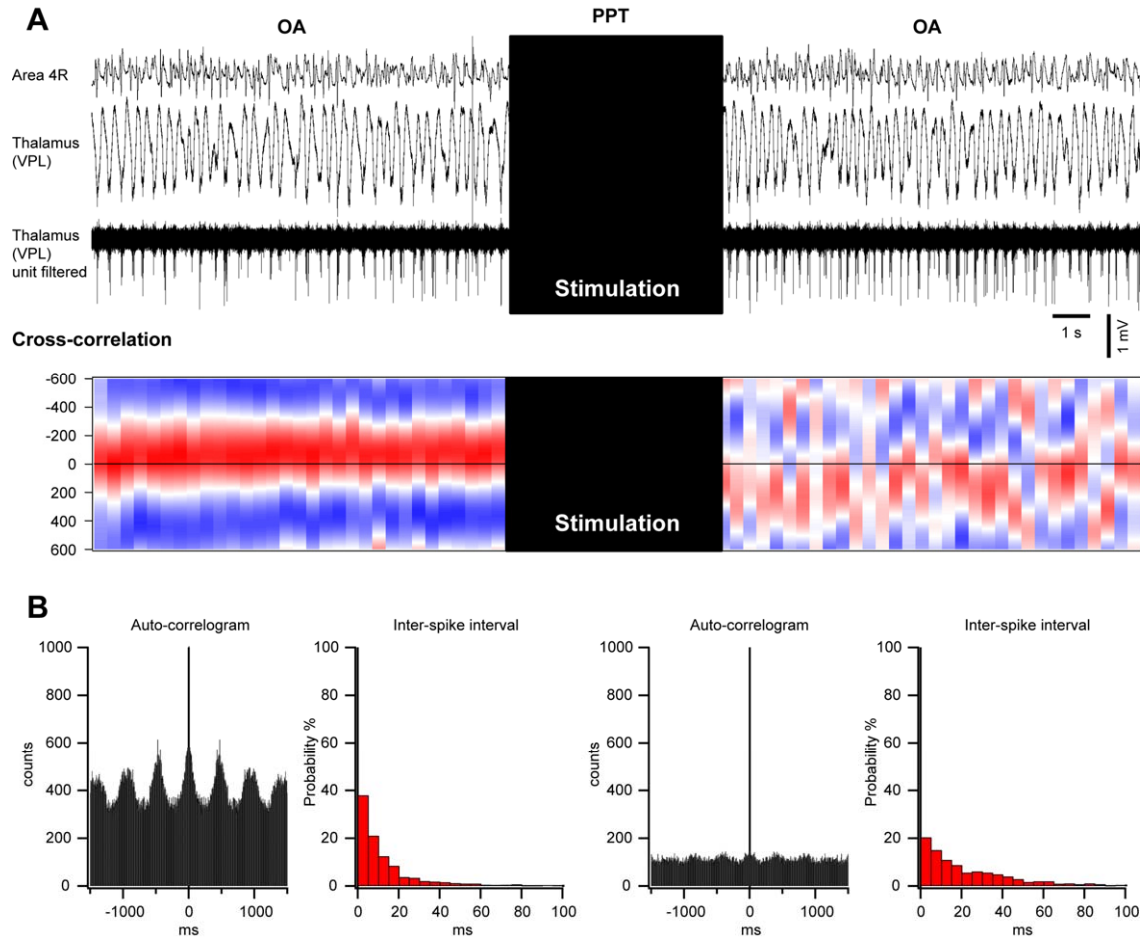 A
OA
PPT
OA
Area 4R
Thalamus
(VPL)
Thalamus
(VPL)
unit filtered
Stimulation
1 s
1 mV
Cross-correlation
-600
-400
-200
0
200
400
600
Stimulation
B
Auto-correlogram
1000
800
600
400
200
0
counts
-1000
0
1000
ms
Inter-spike interval
100
80
60
40
20
0
Probability %
0
20
40
60
80
100
ms
Auto-correlogram
1000
800
600
400
200
0
counts
-1000
0
1000
ms
Inter-spike interval
100
80
60
40
20
0
Probability %
0
20
40
60
80
100
ms